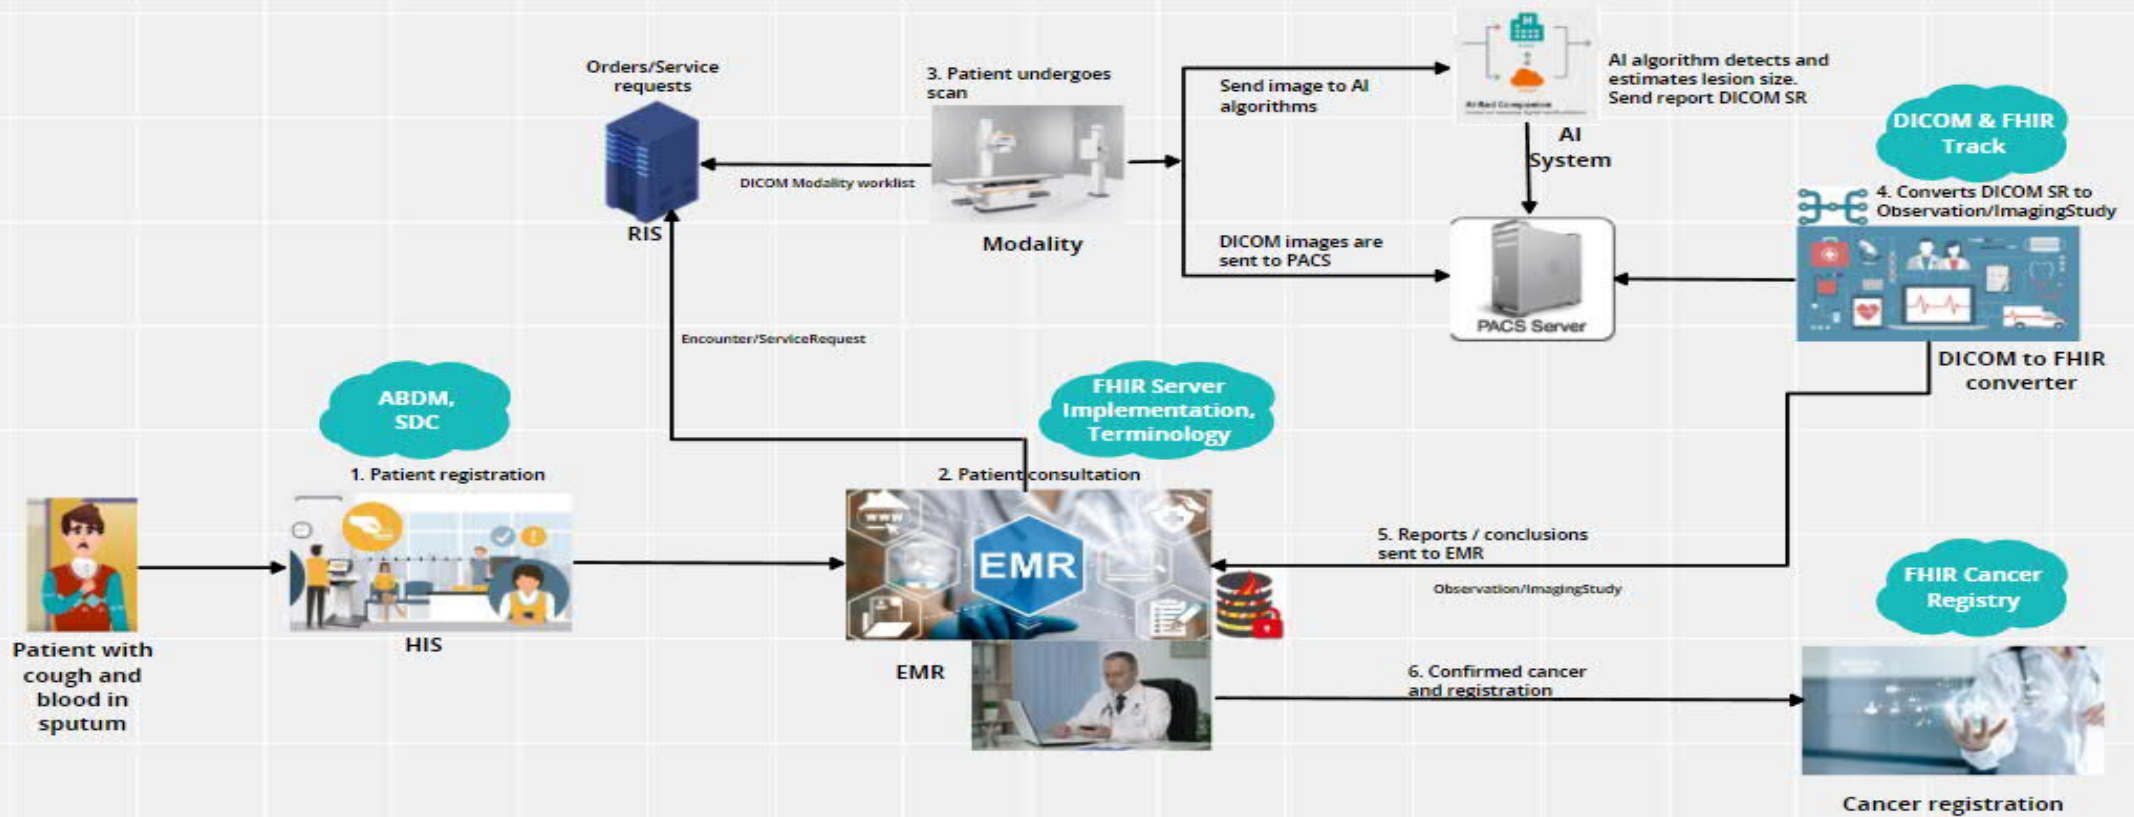 Orders/Service
requests
RIS
DICOM Modality worklist
3. Patient undergoes
scan
Modality
Send image to AI
algorithms
DICOM images are
sent to PACS
H
AI-Rad Companion
AI algorithm detects and
estimates lesion size.
Send report DICOM SR
AI
System
PACS Server
DICOM & FHIR
Track
4. Converts DICOM SR to
Observation/ImagingStudy
DICOM to FHIR
converter
Encounter/ServiceRequest
ABDM,
SDC
1. Patient registration
HIS
Patient with
cough and
blood in
sputum
FHIR Server
Implementation,
Terminology
2. Patient consultation
www
EMR
EMR
5. Reports / conclusions
sent to EMR
Observation/ImagingStudy
6. Confirmed cancer
and registration
FHIR Cancer
Registry
Cancer registration